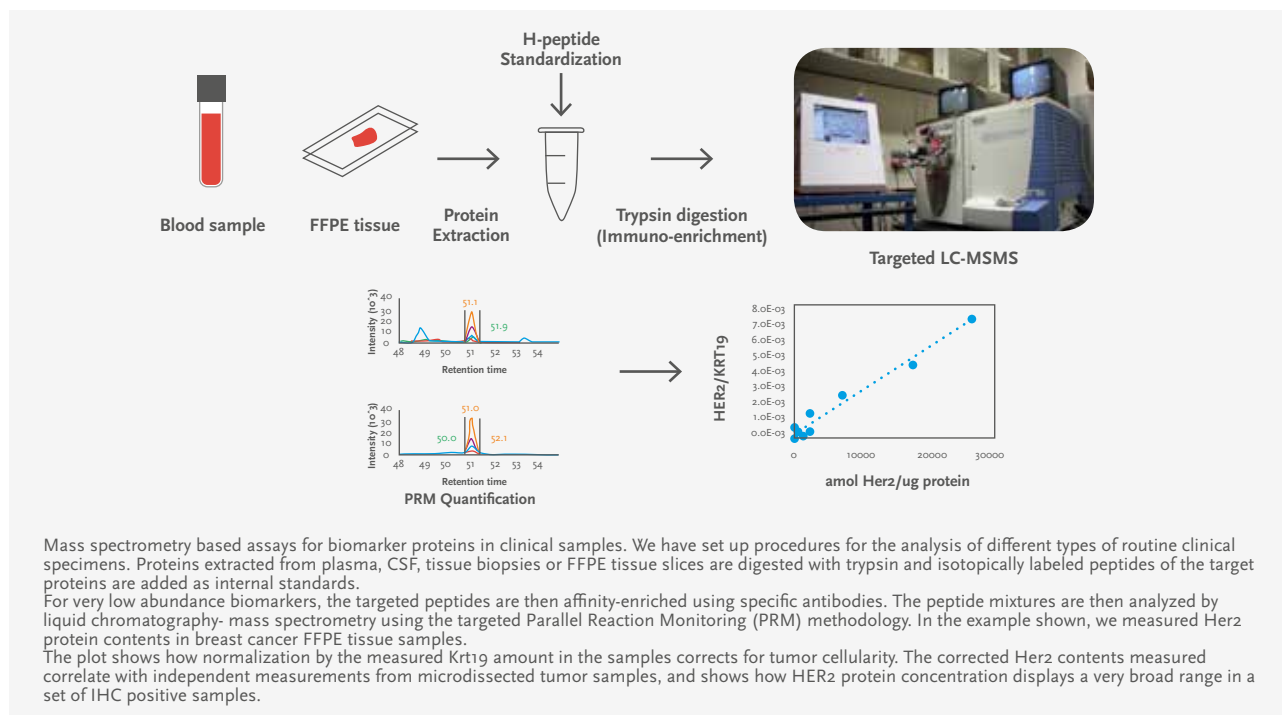 H-peptide
Standardization
Blood sample
FFPE tissue
Protein
Extraction
Trypsin digestion
(Immuno-enrichment)
Targeted LC-MSMS
Intensity (10^3)
40
30
20
10
0
51.1
51.9
48 49 50 51 52 53 54
Retention time
Intensity (10^3)
40
30
20
10
0
51.0
50.0
52.1
48 49 50 51 52 53 54
Retention time
PRM Quantification
HER2/KRT19
8.0E-03
7.0E-03
6.0E-03
5.0E-03
4.0E-03
3.0E-03
2.0E-03
1.0E-03
0.0E-03
0 10000 20000 30000
amol Her2/ug protein
Mass spectrometry based assays for biomarker proteins in clinical samples. We have set up procedures for the analysis of different types of routine clinical
specimens. Proteins extracted from plasma, CSF, tissue biopsies or FFPE tissue slices are digested with trypsin and isotopically labeled peptides of the target
proteins are added as internal standards.
For very low abundance biomarkers, the targeted peptides are then affinity-enriched using specific antibodies. The peptide mixtures are then analyzed by
liquid chromatography- mass spectrometry using the targeted Parallel Reaction Monitoring (PRM) methodology. In the example shown, we measured Her2
protein contents in breast cancer FFPE tissue samples.
The plot shows how normalization by the measured Krt19 amount in the samples corrects for tumor cellularity. The corrected Her2 contents measured
correlate with independent measurements from microdissected tumor samples, and shows how HER2 protein concentration displays a very broad range in a
set of IHC positive samples.